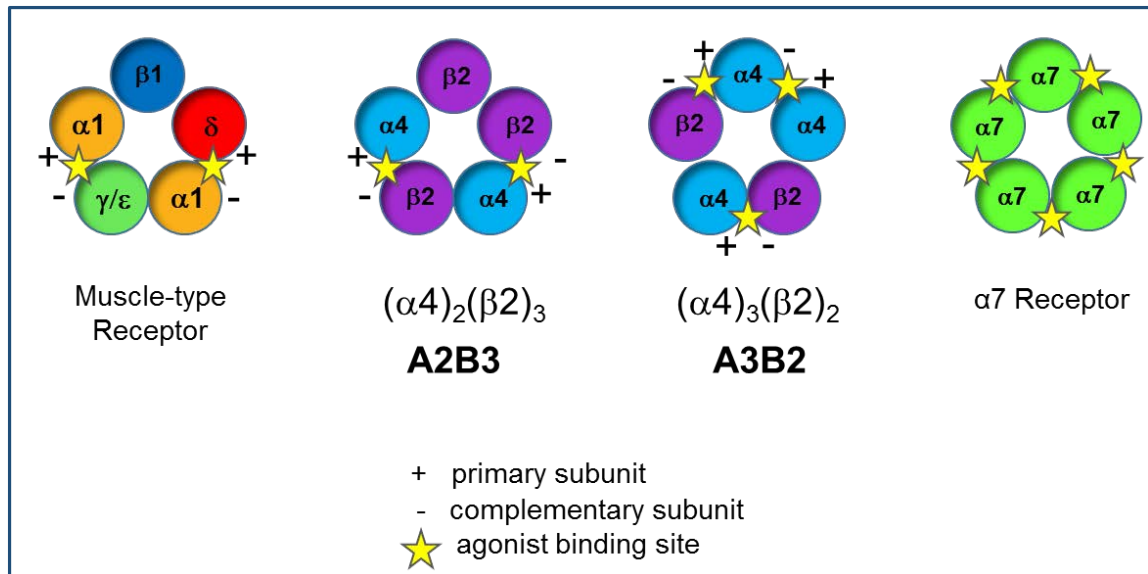 β1
α1
δ
+
+
-
γ/ε
α1
-
Muscle-type
Receptor
β2
α4
β2
+
-
-
β2
α4
+
(α4)2(β2)3
A2B3
+
-
α4
-
+
β2
α4
α4
β2
+
-
(α4)3(β2)2
A3B2
α7
α7
α7
α7
α7
α7 Receptor
+ primary subunit
- complementary subunit
agonist binding site